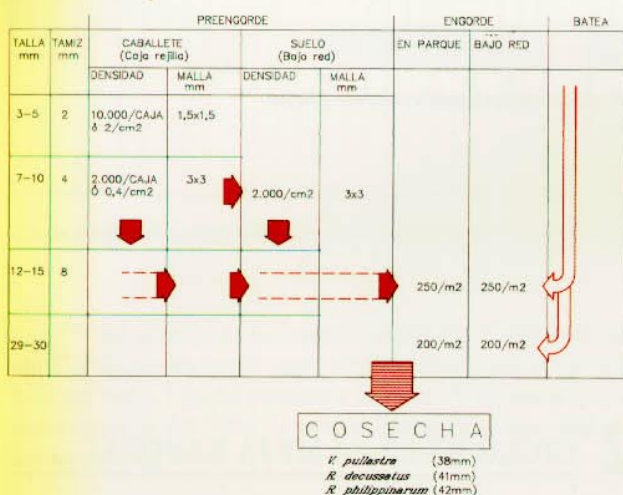 PREENGORDE ENGORDE BATEA
TALLA mm TAMIZ mm CABALLETE (Caja rejilla) SUELO (Bajo red) EN PARQUE BAJO RED
DENSIDAD MALLA mm DENSIDAD MALLA mm
3-5 2 10.000/CAJA ó 2/cm2 1,5x1,5
7-10 4 2.000/CAJA Ó 0,4/cm2 3x3 2.000/cm2 3x3
12-15 8 250/m2 250/m2
29-30 200/m2 200/m2
COSECHA
V. pullastra (38mm)
R. decussatus (41mm)
R. philippinarum (42mm)